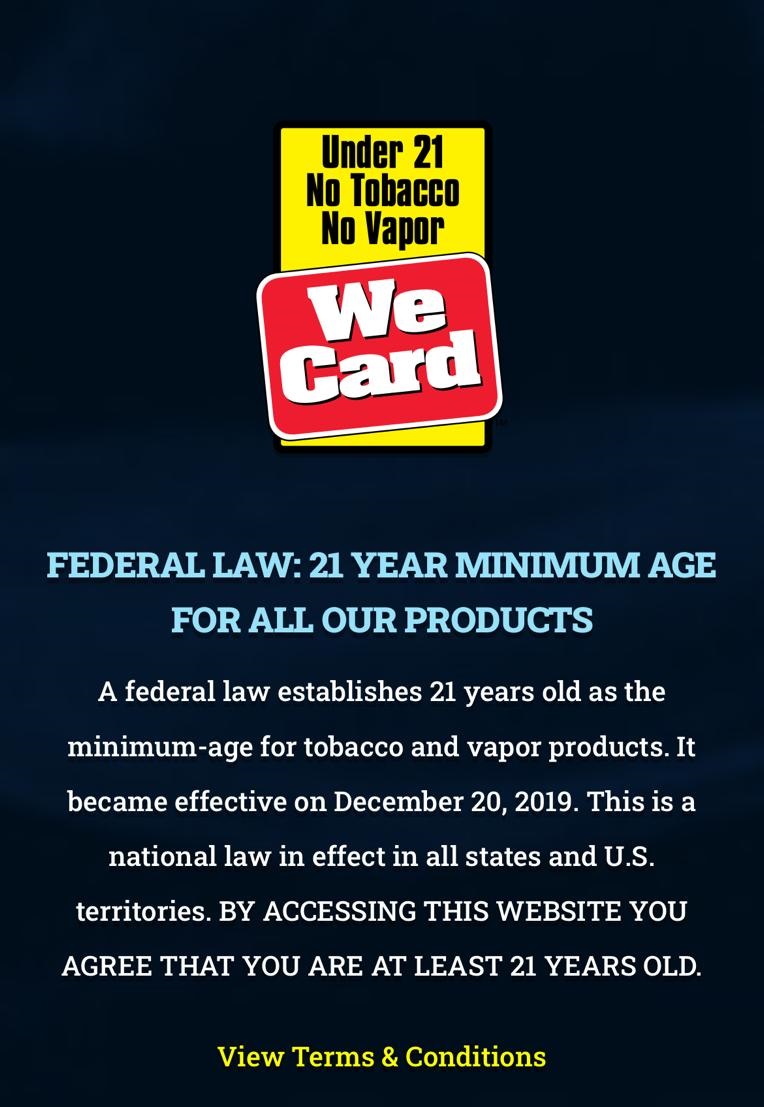 Under 21
No Tobacco
No Vapor
We
Card
TM
FEDERAL LAW: 21 YEAR MINIMUM AGE
FOR ALL OUR PRODUCTS
A federal law establishes 21 years old as the
minimum-age for tobacco and vapor products. It
became effective on December 20, 2019. This is a
national law in effect in all states and U.S.
territories. BY ACCESSING THIS WEBSITE YOU
AGREE THAT YOU ARE AT LEAST 21 YEARS OLD.
View Terms & Conditions